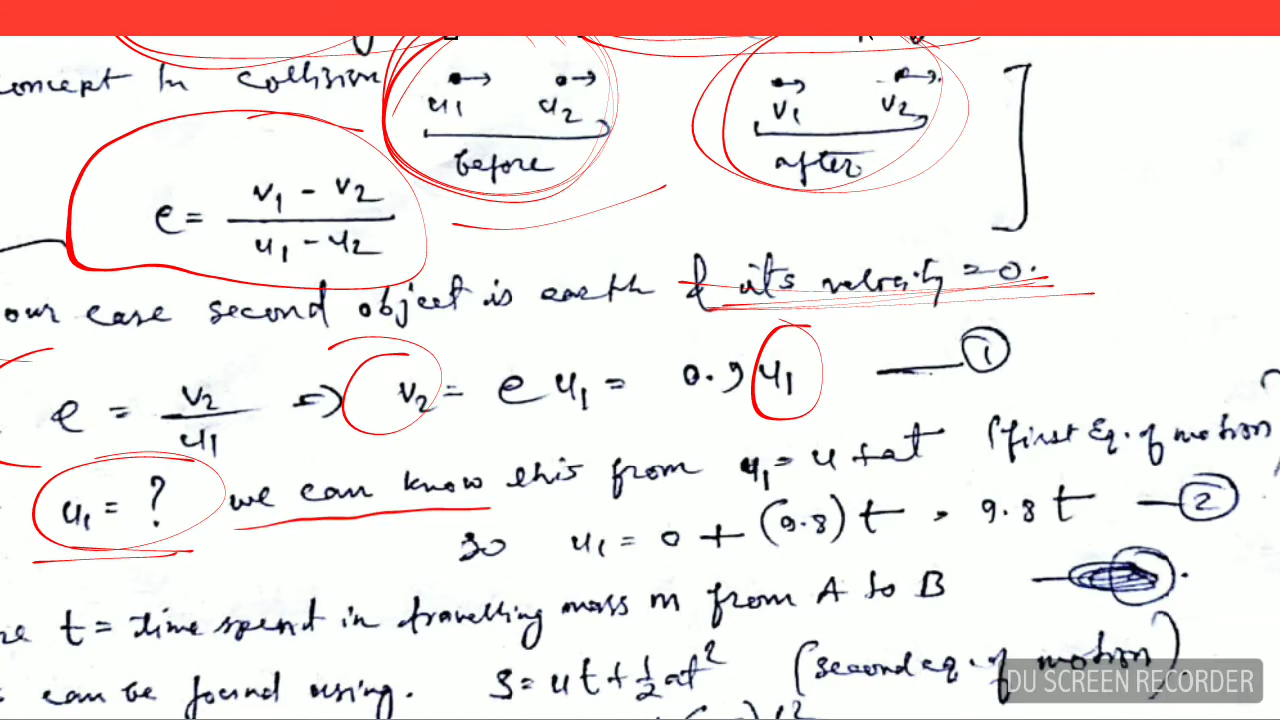 concept In collision
u1 u2 v1 v2
before after
e = v1 - v2 / u1 - u2
our case second object is earth & its velocity = 0.
e = v2 / u1 => v2 = e u1 = 0.9 u1 — 1
u1 = ? we can know this from u1 = u + at (first Eq. of motion)
so u1 = 0 + (9.8) t = 9.8 t — 2
t = time spent in travelling mass m from A to B
can be found using. S = ut + 1/2 at² (second eq. of motion)
DU SCREEN RECORDER